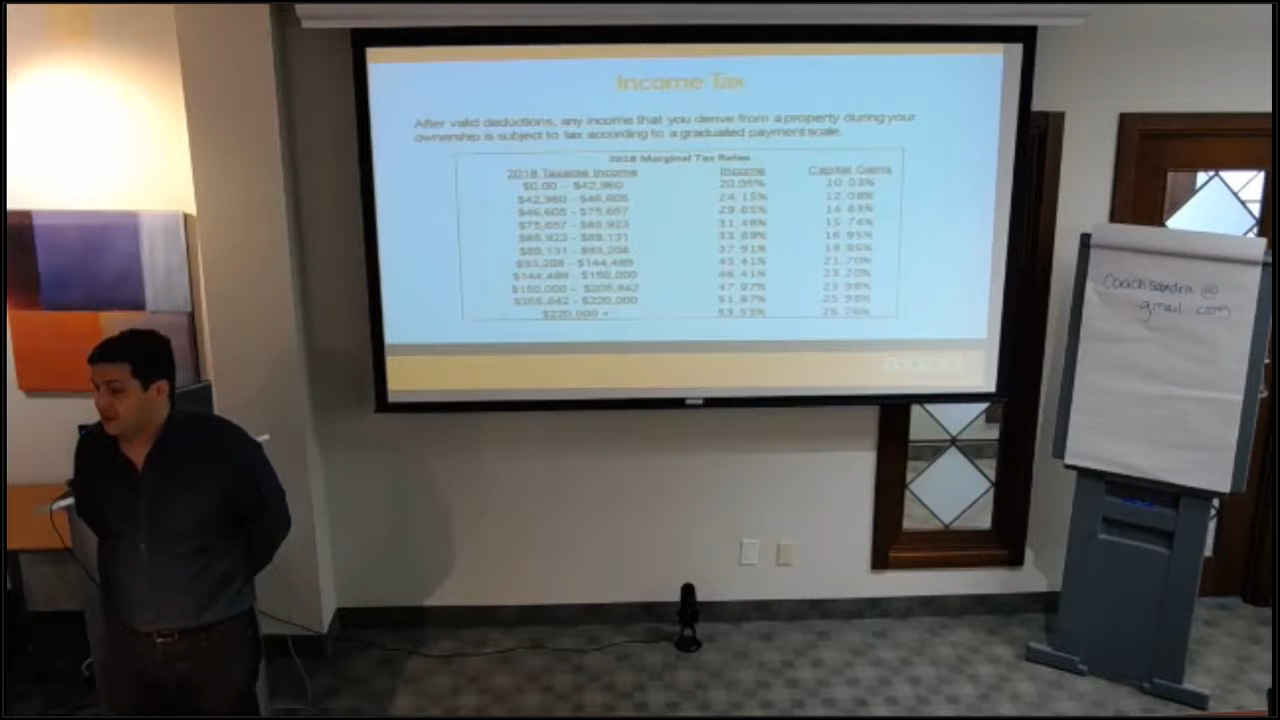 Income Tax
After valid deductions, any income that you derive from a property during your
ownership is subject to tax according to a graduated payment scale.
2018 Marginal Tax Rates
2018 Taxable Income Income Capital Gains
$0.00 - $42,960 20.05% 10.03%
$42,960 - $46,605 24.15% 12.08%
$46,605 - $75,657 29.65% 14.83%
$75,657 - $85,923 31.48% 15.74%
$85,923 - $89,131 33.89% 16.95%
$89,131 - $93,208 37.91% 18.95%
$93,208 - $144,489 43.41% 21.70%
$144,489 - $150,000 46.41% 23.20%
$150,000 - $205,842 47.97% 23.98%
$205,842 - $220,000 51.97% 25.98%
$220,000 + 53.53% 26.76%
Coachsandra @
gmail com